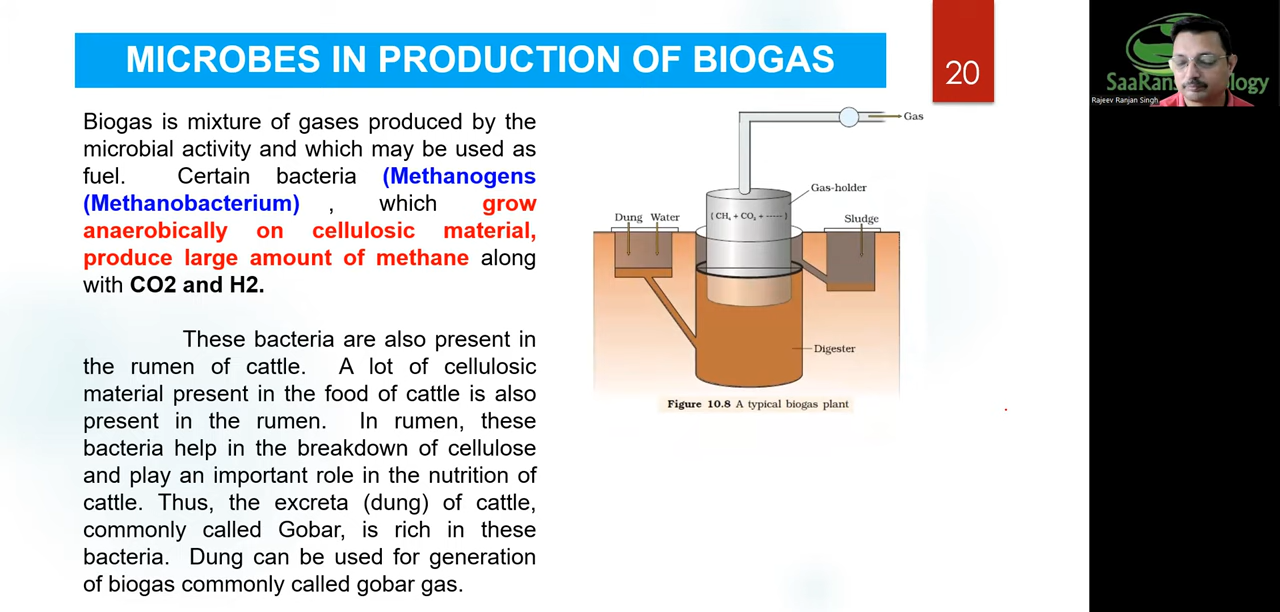 MICROBES IN PRODUCTION OF BIOGAS
20
Biogas is mixture of gases produced by the
microbial activity and which may be used as
fuel. Certain bacteria (Methanogens
(Methanobacterium) , which grow
anaerobically on cellulosic material,
produce large amount of methane along
with CO2 and H2.
These bacteria are also present in
the rumen of cattle. A lot of cellulosic
material present in the food of cattle is also
present in the rumen. In rumen, these
bacteria help in the breakdown of cellulose
and play an important role in the nutrition of
cattle. Thus, the excreta (dung) of cattle,
commonly called Gobar, is rich in these
bacteria. Dung can be used for generation
of biogas commonly called gobar gas.
Gas
Gas-holder
( CH₄ + CO₂ + ----- )
Dung Water
Sludge
Digester
Figure 10.8 A typical biogas plant
Rajeev Ranjan Singh